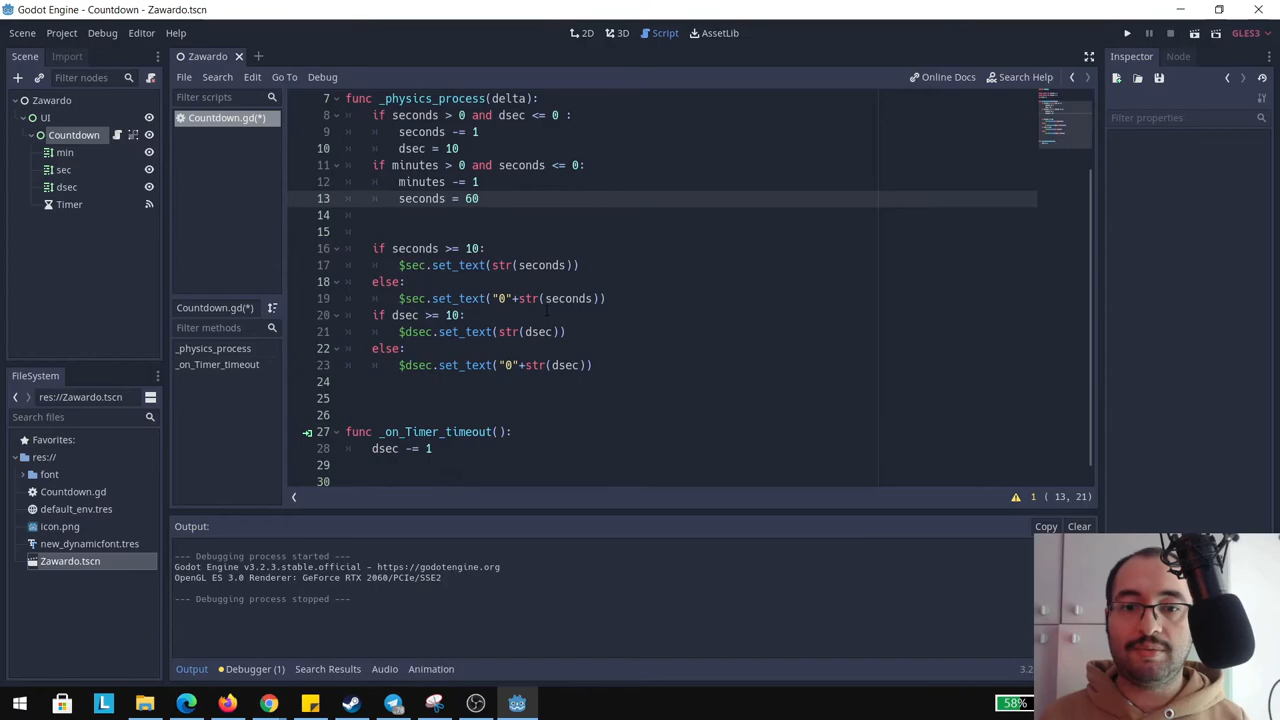 Godot Engine - Countdown - Zawardo.tscn
Scene Project Debug Editor Help
2D 3D Script AssetLib
GLES3
Scene Import
Filter nodes
Zawardo
UI
Countdown
min
sec
dsec
Timer
FileSystem
res://Zawardo.tscn
Search files
Favorites:
res://
font
Countdown.gd
default_env.tres
icon.png
new_dynamicfont.tres
Zawardo.tscn
Zawardo
File Search Edit Go To Debug
Online Docs Search Help
Filter scripts
Countdown.gd(*)
Countdown.gd(*)
Filter methods
_physics_process
_on_Timer_timeout
7 func _physics_process(delta):
8 if seconds > 0 and dsec <= 0 :
9 seconds -= 1
10 dsec = 10
11 if minutes > 0 and seconds <= 0:
12 minutes -= 1
13 seconds = 60
14
15
16 if seconds >= 10:
17 $sec.set_text(str(seconds))
18 else:
19 $sec.set_text("0"+str(seconds))
20 if dsec >= 10:
21 $dsec.set_text(str(dsec))
22 else:
23 $dsec.set_text("0"+str(dsec))
24
25
26
27 func _on_Timer_timeout():
28 dsec -= 1
29
30
1 ( 13, 21)
Output:
Copy Clear
--- Debugging process started ---
Godot Engine v3.2.3.stable.official - https://godotengine.org
OpenGL ES 3.0 Renderer: GeForce RTX 2060/PCIe/SSE2
--- Debugging process stopped ---
Output Debugger (1) Search Results Audio Animation
3.2
Inspector Node
Filter properties
L
58%